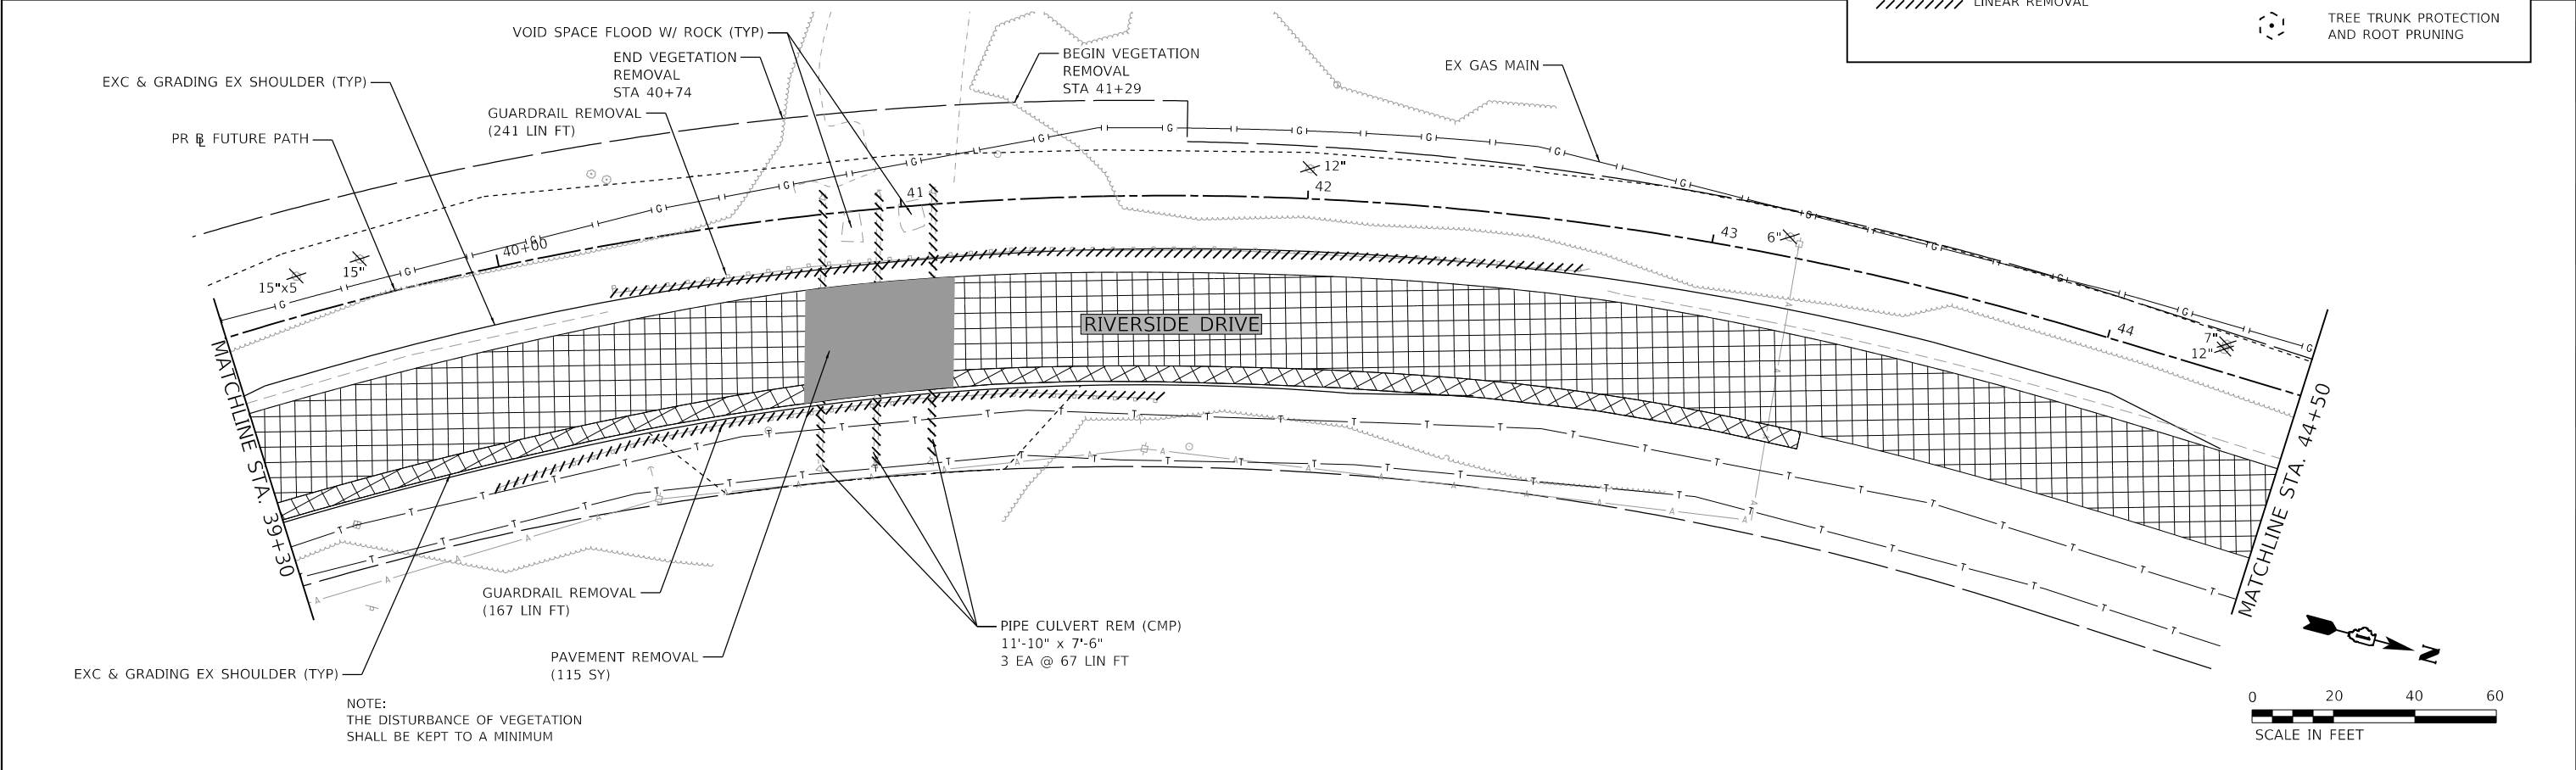 LINEAR REMOVAL
TREE TRUNK PROTECTION
AND ROOT PRUNING
VOID SPACE FLOOD W/ ROCK (TYP)
END VEGETATION
REMOVAL
STA 40+74
BEGIN VEGETATION
REMOVAL
STA 41+29
EX GAS MAIN
EXC & GRADING EX SHOULDER (TYP)
GUARDRAIL REMOVAL
(241 LIN FT)
PR BL FUTURE PATH
40+00
41
42
43
44
15"x5
15"
12"
6"
7"
12"
RIVERSIDE DRIVE
MATCHLINE STA. 39+30
MATCHLINE STA. 44+50
GUARDRAIL REMOVAL
(167 LIN FT)
PAVEMENT REMOVAL
(115 SY)
PIPE CULVERT REM (CMP)
11'-10" x 7'-6"
3 EA @ 67 LIN FT
EXC & GRADING EX SHOULDER (TYP)
NOTE:
THE DISTURBANCE OF VEGETATION
SHALL BE KEPT TO A MINIMUM
N
0 20 40 60
SCALE IN FEET